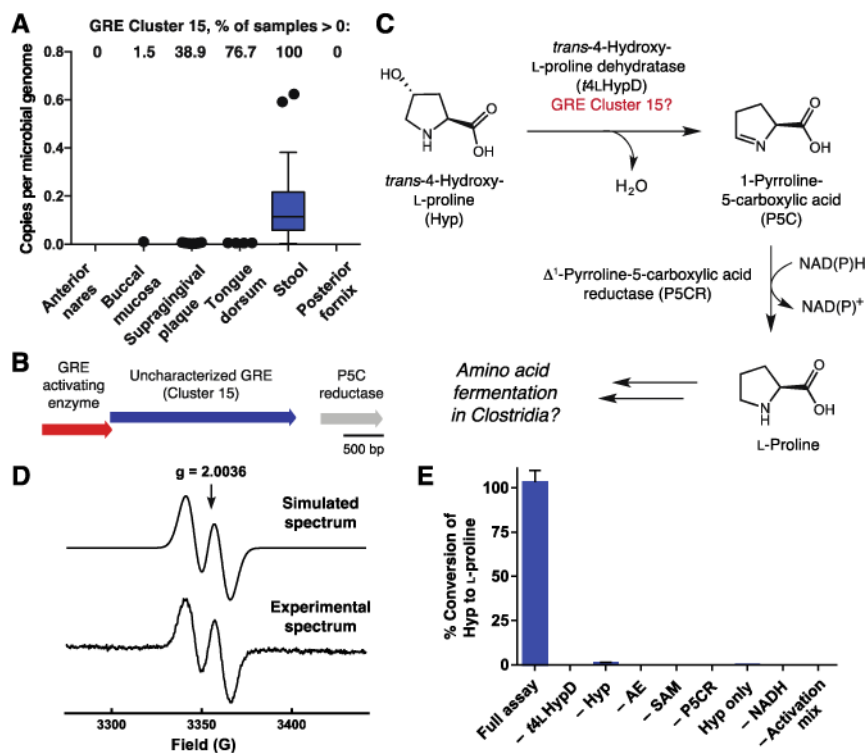 A
GRE Cluster 15, % of samples > 0:
0 1.5 38.9 76.7 100 0
Copies per microbial genome
0.8
0.6
0.4
0.2
0.0
Anterior
nares
Buccal
mucosa
Supragingival
plaque
Tongue
dorsum
Stool
Posterior
fornix
B
GRE
activating
enzyme
Uncharacterized GRE
(Cluster 15)
P5C
reductase
500 bp
C
HO
N
H
O
OH
trans-4-Hydroxy-
L-proline
(Hyp)
trans-4-Hydroxy-
L-proline dehydratase
(t4LHypD)
GRE Cluster 15?
H2O
N
O
OH
1-Pyrroline-
5-carboxylic acid
(P5C)
Δ1-Pyrroline-5-carboxylic acid
reductase (P5CR)
NAD(P)H
NAD(P)+
Amino acid
fermentation
in Clostridia?
N
H
O
OH
L-Proline
D
g = 2.0036
Simulated
spectrum
Experimental
spectrum
3300 3350 3400
Field (G)
E
% Conversion of
Hyp to L-proline
100
75
50
25
0
Full assay
– t4LHypD
– Hyp
– AE
– SAM
– P5CR
Hyp only
– NADH
–Activation
mix